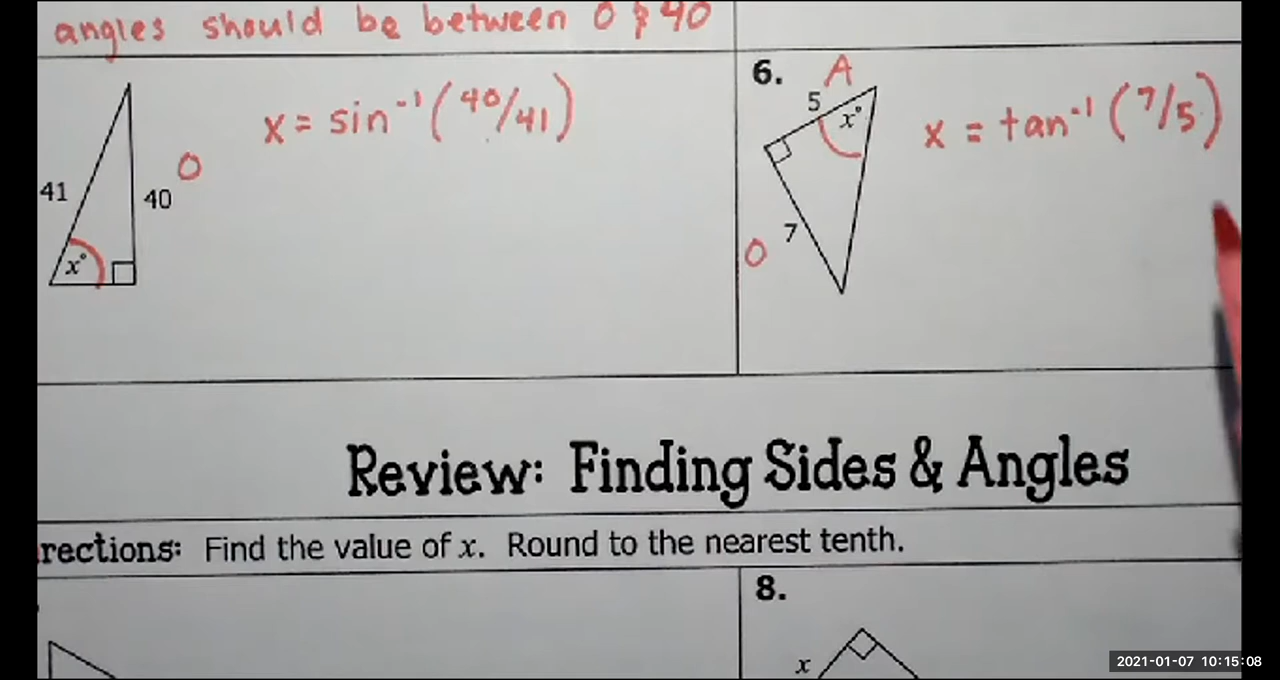 angles should be between 0 & 40
x = sin⁻¹ (40/41)
41
40
O
x°
6.
A
5
x°
x = tan⁻¹ (7/5)
7
O
Review: Finding Sides & Angles
rections: Find the value of x. Round to the nearest tenth.
8.
x
2021-01-07 10:15:08